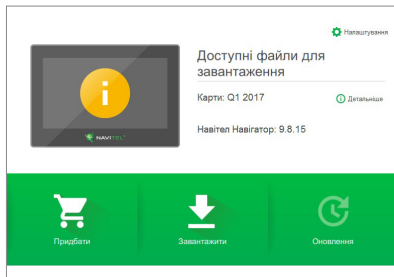 Налаштування
Доступні файли для
завантаження
Карти: Q1 2017
Детальніше
Навітел Навігатор: 9.8.15
NAVITEL®
Придбати
Завантажити
Оновлення